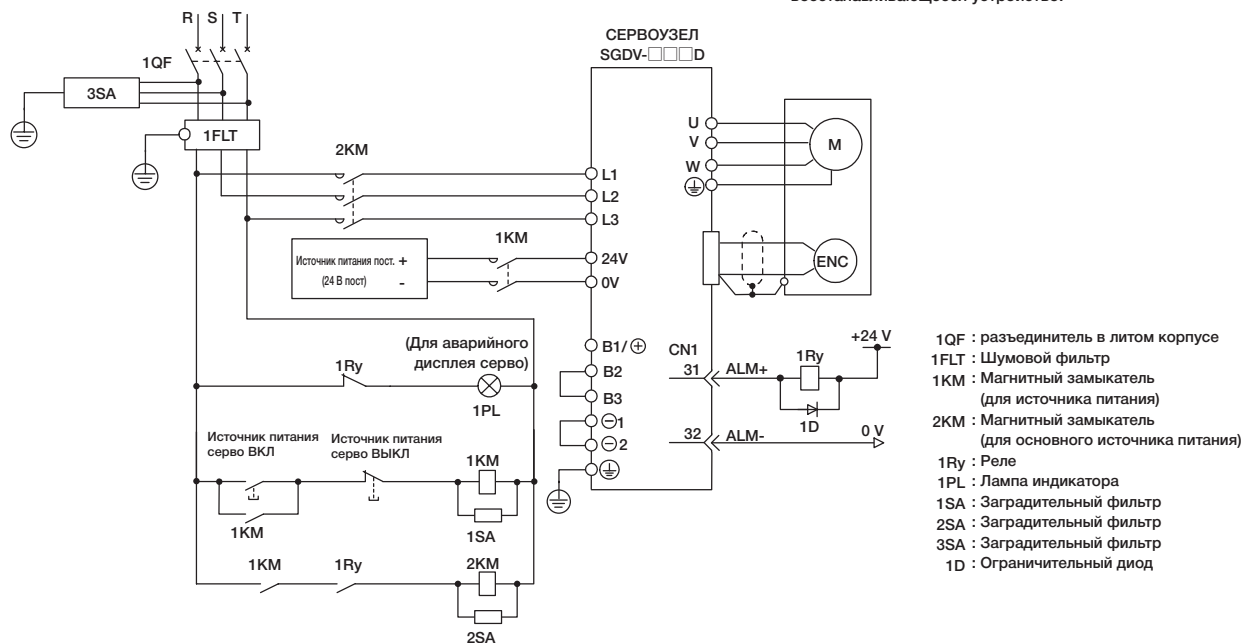 восстанавливающееся устройство.
R S T
СЕРВОУЗЕЛ
SGDV-□□□D
1QF
3SA
1FLT
2KM
U
V
W
M
L1
L2
L3
1KM
Источник питания пост. +
(24 В пост) -
24V
0V
ENC
(Для аварийного
дисплея серво)
1Ry
1PL
B1/⊕
B2
B3
⊖1
⊖2
CN1
31
ALM+
1Ry
+24 V
1D
32
ALM-
0 V
Источник питания
серво ВКЛ
Источник питания
серво ВЫКЛ
1KM
1KM
1SA
1KM
1Ry
2KM
2SA
1QF : разъединитель в литом корпусе
1FLT : Шумовой фильтр
1KM : Магнитный замыкатель
(для источника питания)
2KM : Магнитный замыкатель
(для основного источника питания)
1Ry : Реле
1PL : Лампа индикатора
1SA : Заградительный фильтр
2SA : Заградительный фильтр
3SA : Заградительный фильтр
1D : Ограничительный диод